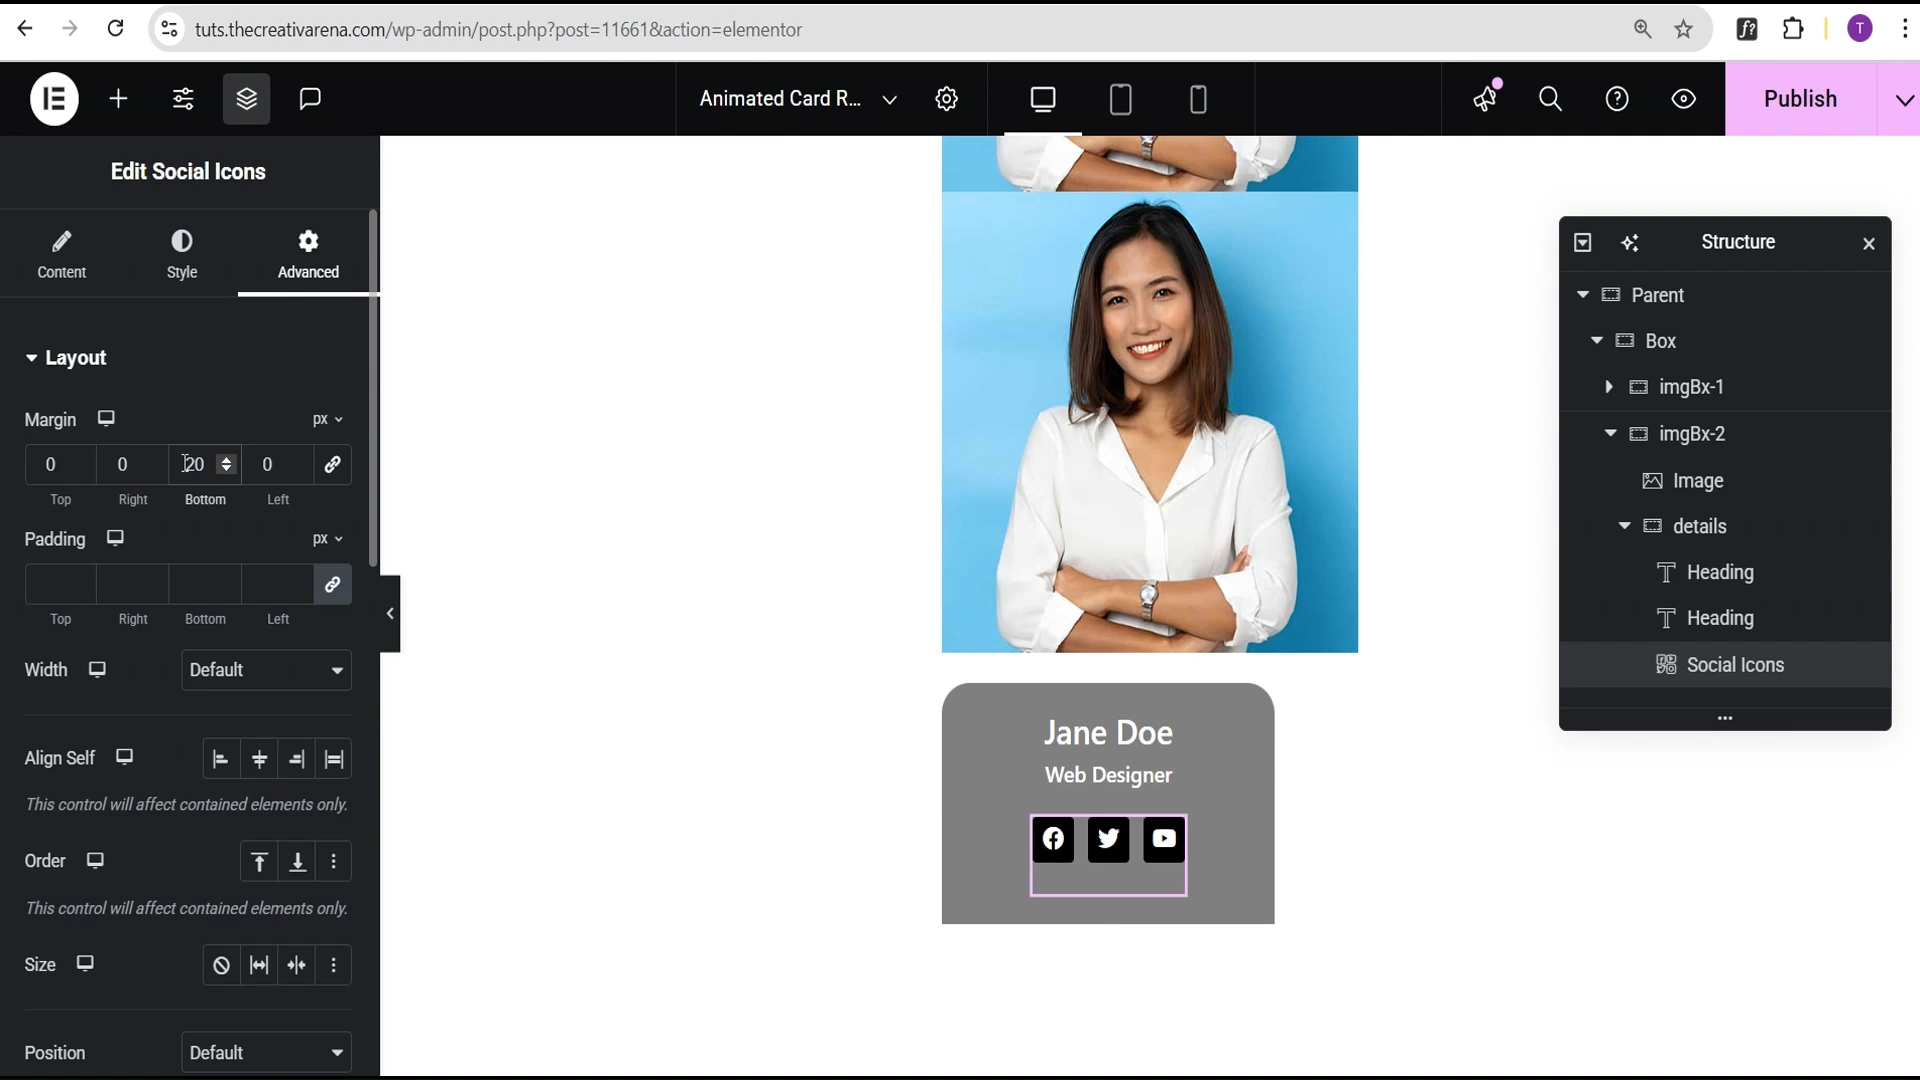 tuts.thecreativarena.com/wp-admin/post.php?post=11661&action=elementor
f?
T
Animated Card R...
Publish
Edit Social Icons
Content
Style
Advanced
Layout
Margin
px
0
0
20
0
Top
Right
Bottom
Left
Padding
px
Top
Right
Bottom
Left
Width
Default
Align Self
This control will affect contained elements only.
Order
This control will affect contained elements only.
Size
Position
Default
Jane Doe
Web Designer
Structure
Parent
Box
imgBx-1
imgBx-2
Image
details
Heading
Heading
Social Icons